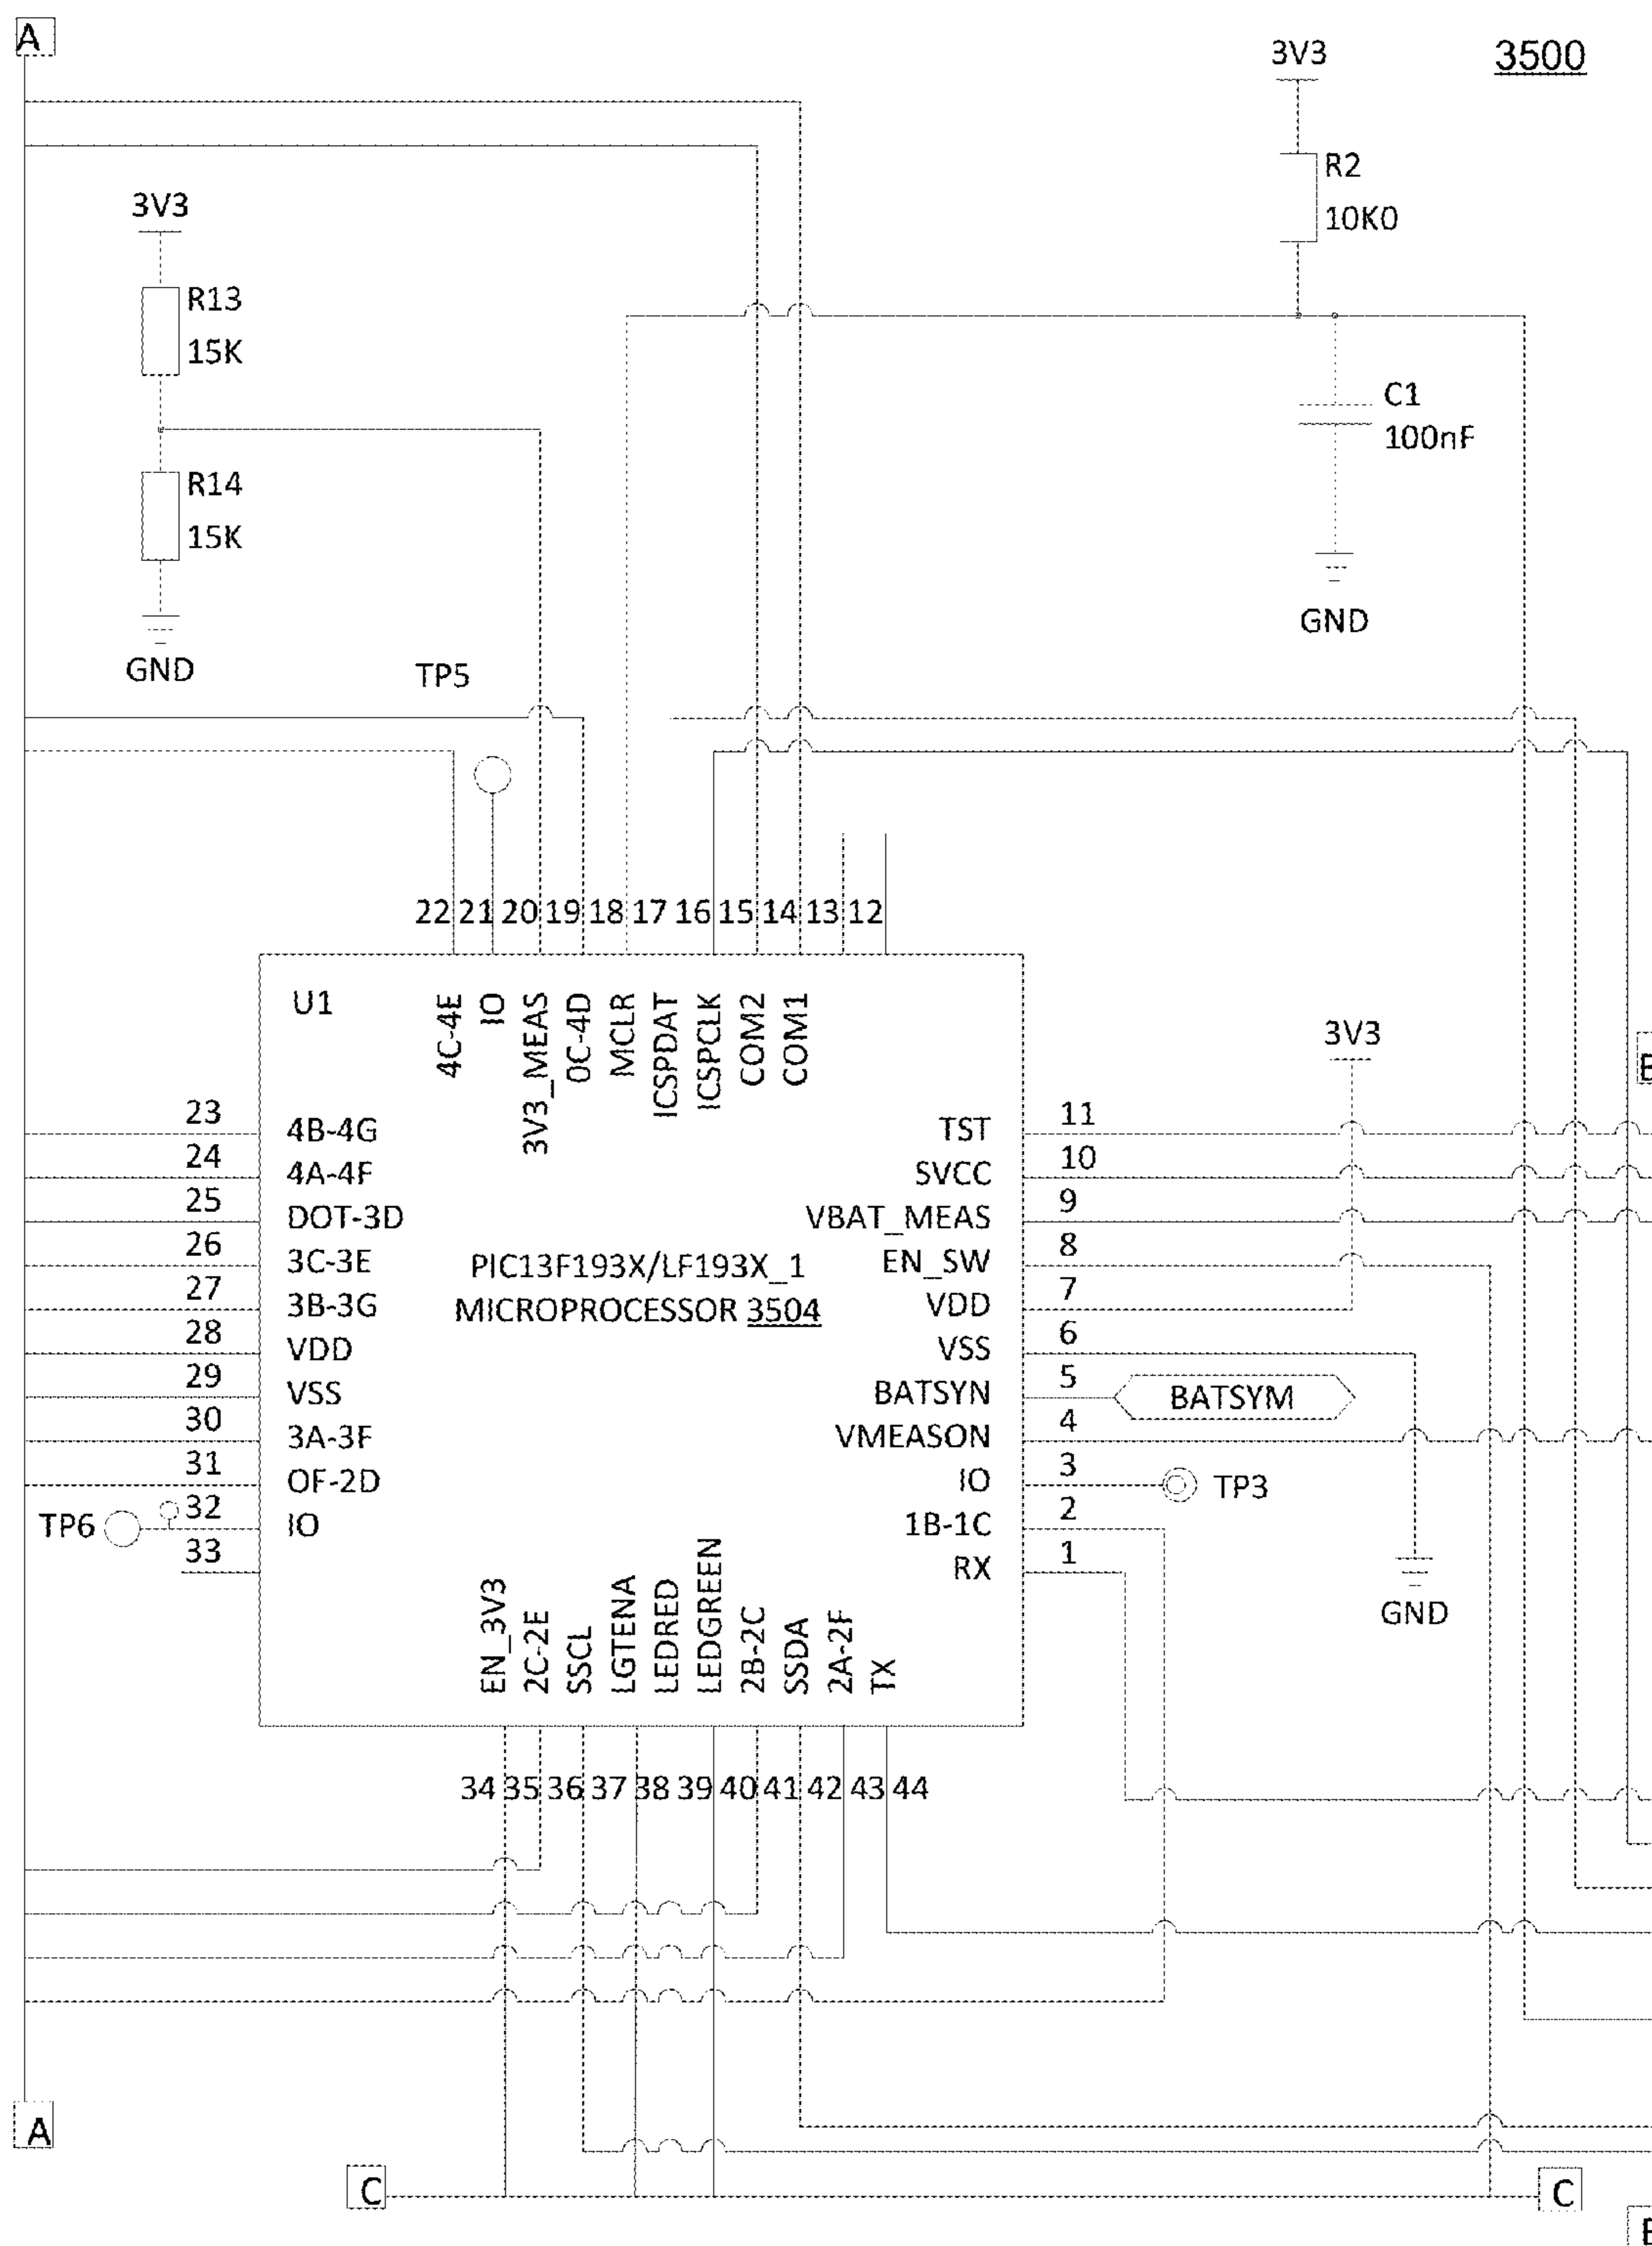 A
3V3
3500
R2
10K0
3V3
R13
15K
C1
100nF
R14
15K
GND
GND
TP5
22 21 20 19 18 17 16 15 14 13 12
U1
4C-4E
IO
3V3_MEAS
0C-4D
MCLR
ICSPDAT
ICSPCLK
COM2
COM1
3V3
23 4B-4G
24 4A-4F
25 DOT-3D
26 3C-3E
27 3B-3G
28 VDD
29 VSS
30 3A-3F
31 OF-2D
TP6 32 IO
33
PIC13F193X/LF193X_1
MICROPROCESSOR 3504
TST 11
SVCC 10
VBAT_MEAS 9
EN_SW 8
VDD 7
VSS 6
BATSYN 5 BATSYM
VMEASON 4
IO 3 TP3
1B-1C 2
RX 1
GND
EN_3V3
2C-2E
SSCL
LGTENA
LEDRED
LEDGREEN
2B-2C
SSDA
2A-2F
TX
34 35 36 37 38 39 40 41 42 43 44
A
C
C